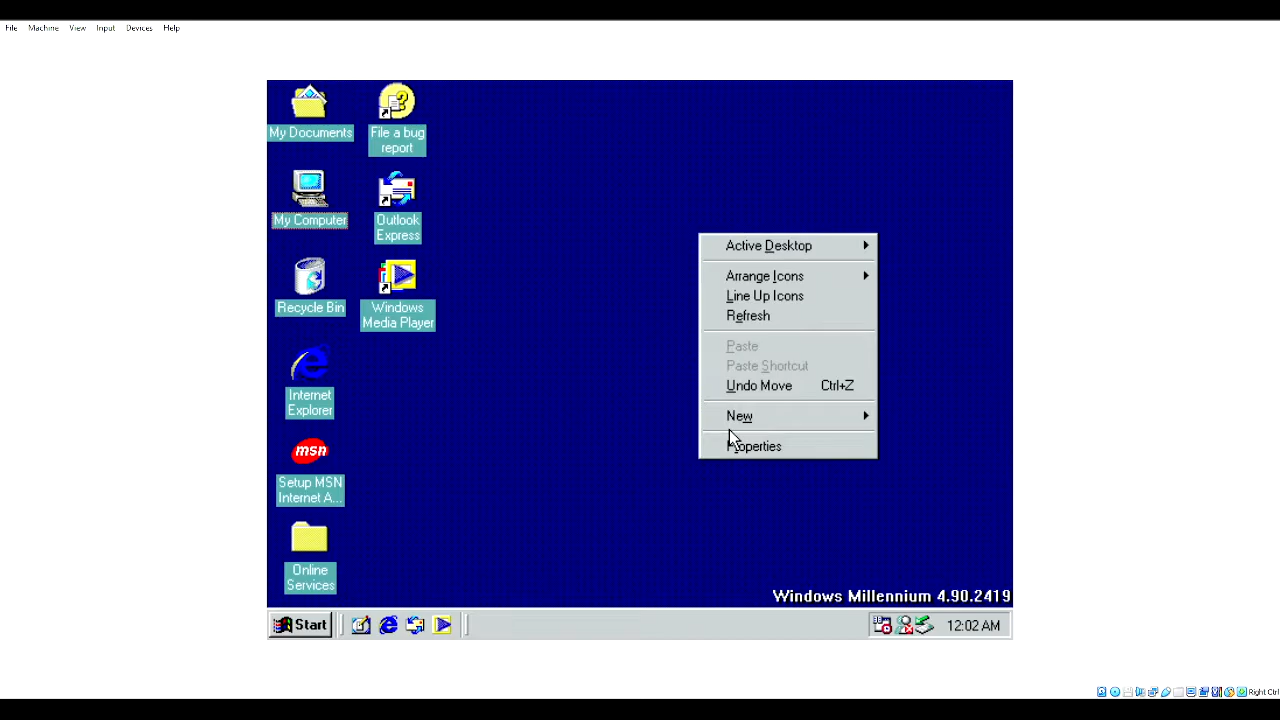 File Machine View Input Devices Help
My Documents
File a bug
report
My Computer
Outlook
Express
Recycle Bin
Windows
Media Player
Internet
Explorer
msn
Setup MSN
Internet A...
Online
Services
Active Desktop
Arrange Icons
Line Up Icons
Refresh
Paste
Paste Shortcut
Undo Move Ctrl+Z
New
Properties
Windows Millennium 4.90.2419
Start
12:02 AM
Right Ctrl